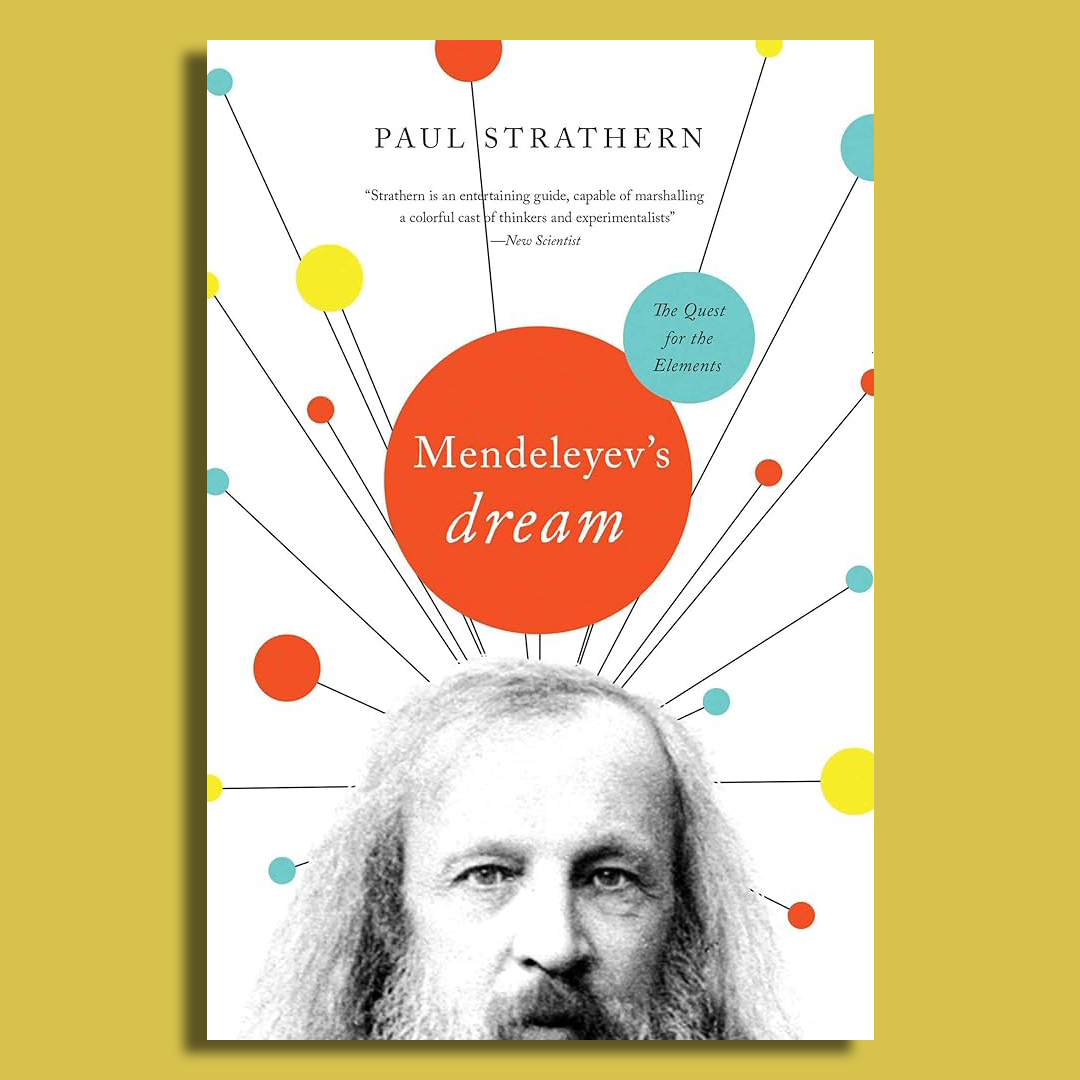 PAUL STRATHERN
“Strathern is an entertaining guide, capable of marshalling
a colorful cast of thinkers and experimentalists”
—New Scientist
The Quest
for the
Elements
Mendeleyev’s
dream